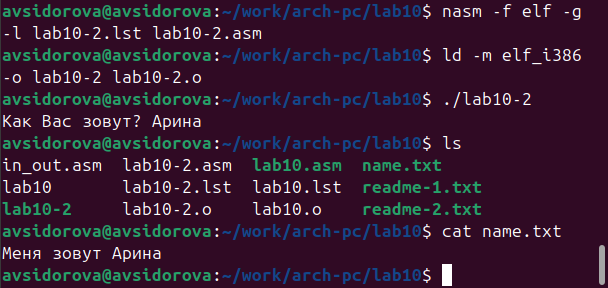 avsidorova@avsidorova:~/work/arch-pc/lab10$ nasm -f elf -g
-l lab10-2.lst lab10-2.asm
avsidorova@avsidorova:~/work/arch-pc/lab10$ ld -m elf_i386
-o lab10-2 lab10-2.o
avsidorova@avsidorova:~/work/arch-pc/lab10$ ./lab10-2
Как Вас зовут? Арина
avsidorova@avsidorova:~/work/arch-pc/lab10$ ls
in_out.asm  lab10-2.asm  lab10.asm  name.txt
lab10       lab10-2.lst  lab10.lst  readme-1.txt
lab10-2     lab10-2.o    lab10.o    readme-2.txt
avsidorova@avsidorova:~/work/arch-pc/lab10$ cat name.txt
Меня зовут Арина
avsidorova@avsidorova:~/work/arch-pc/lab10$